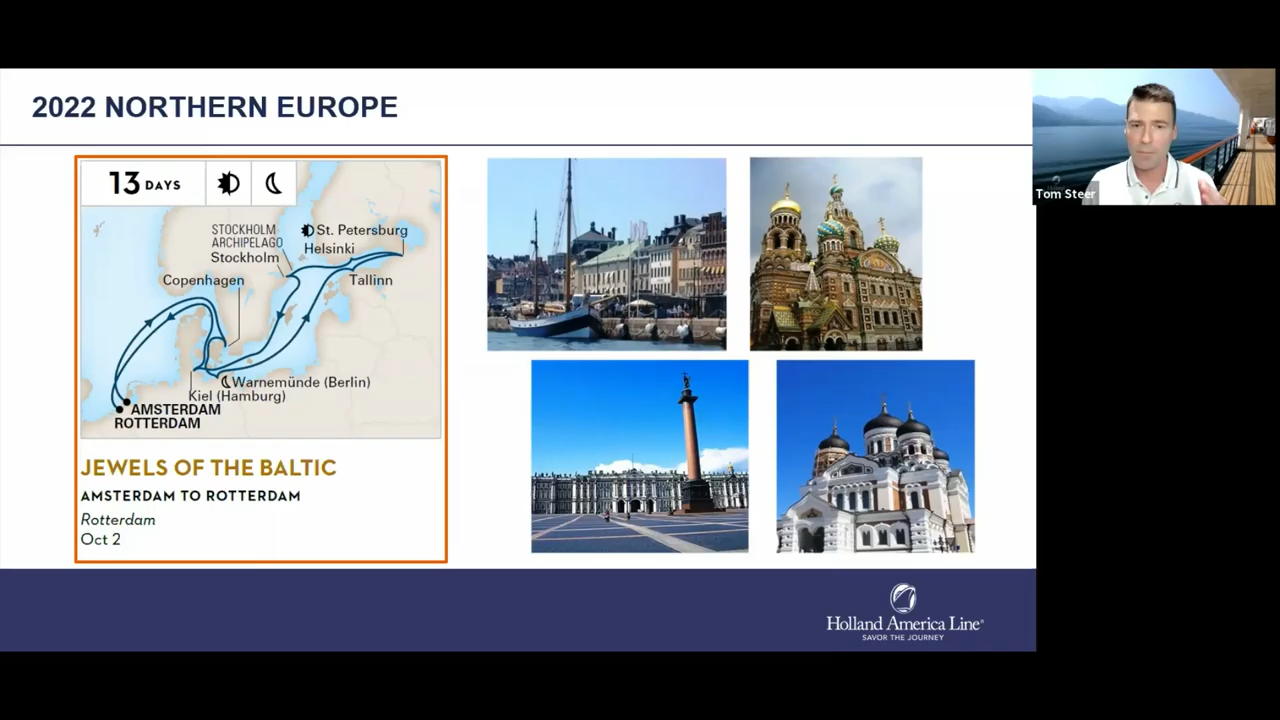 2022 NORTHERN EUROPE
13 DAYS
STOCKHOLM
ARCHIPELAGO
Stockholm
St. Petersburg
Helsinki
Copenhagen
Tallinn
Warnemünde (Berlin)
Kiel (Hamburg)
AMSTERDAM
ROTTERDAM
JEWELS OF THE BALTIC
AMSTERDAM TO ROTTERDAM
Rotterdam
Oct 2
Tom Steer
Holland America Line®
SAVOR THE JOURNEY